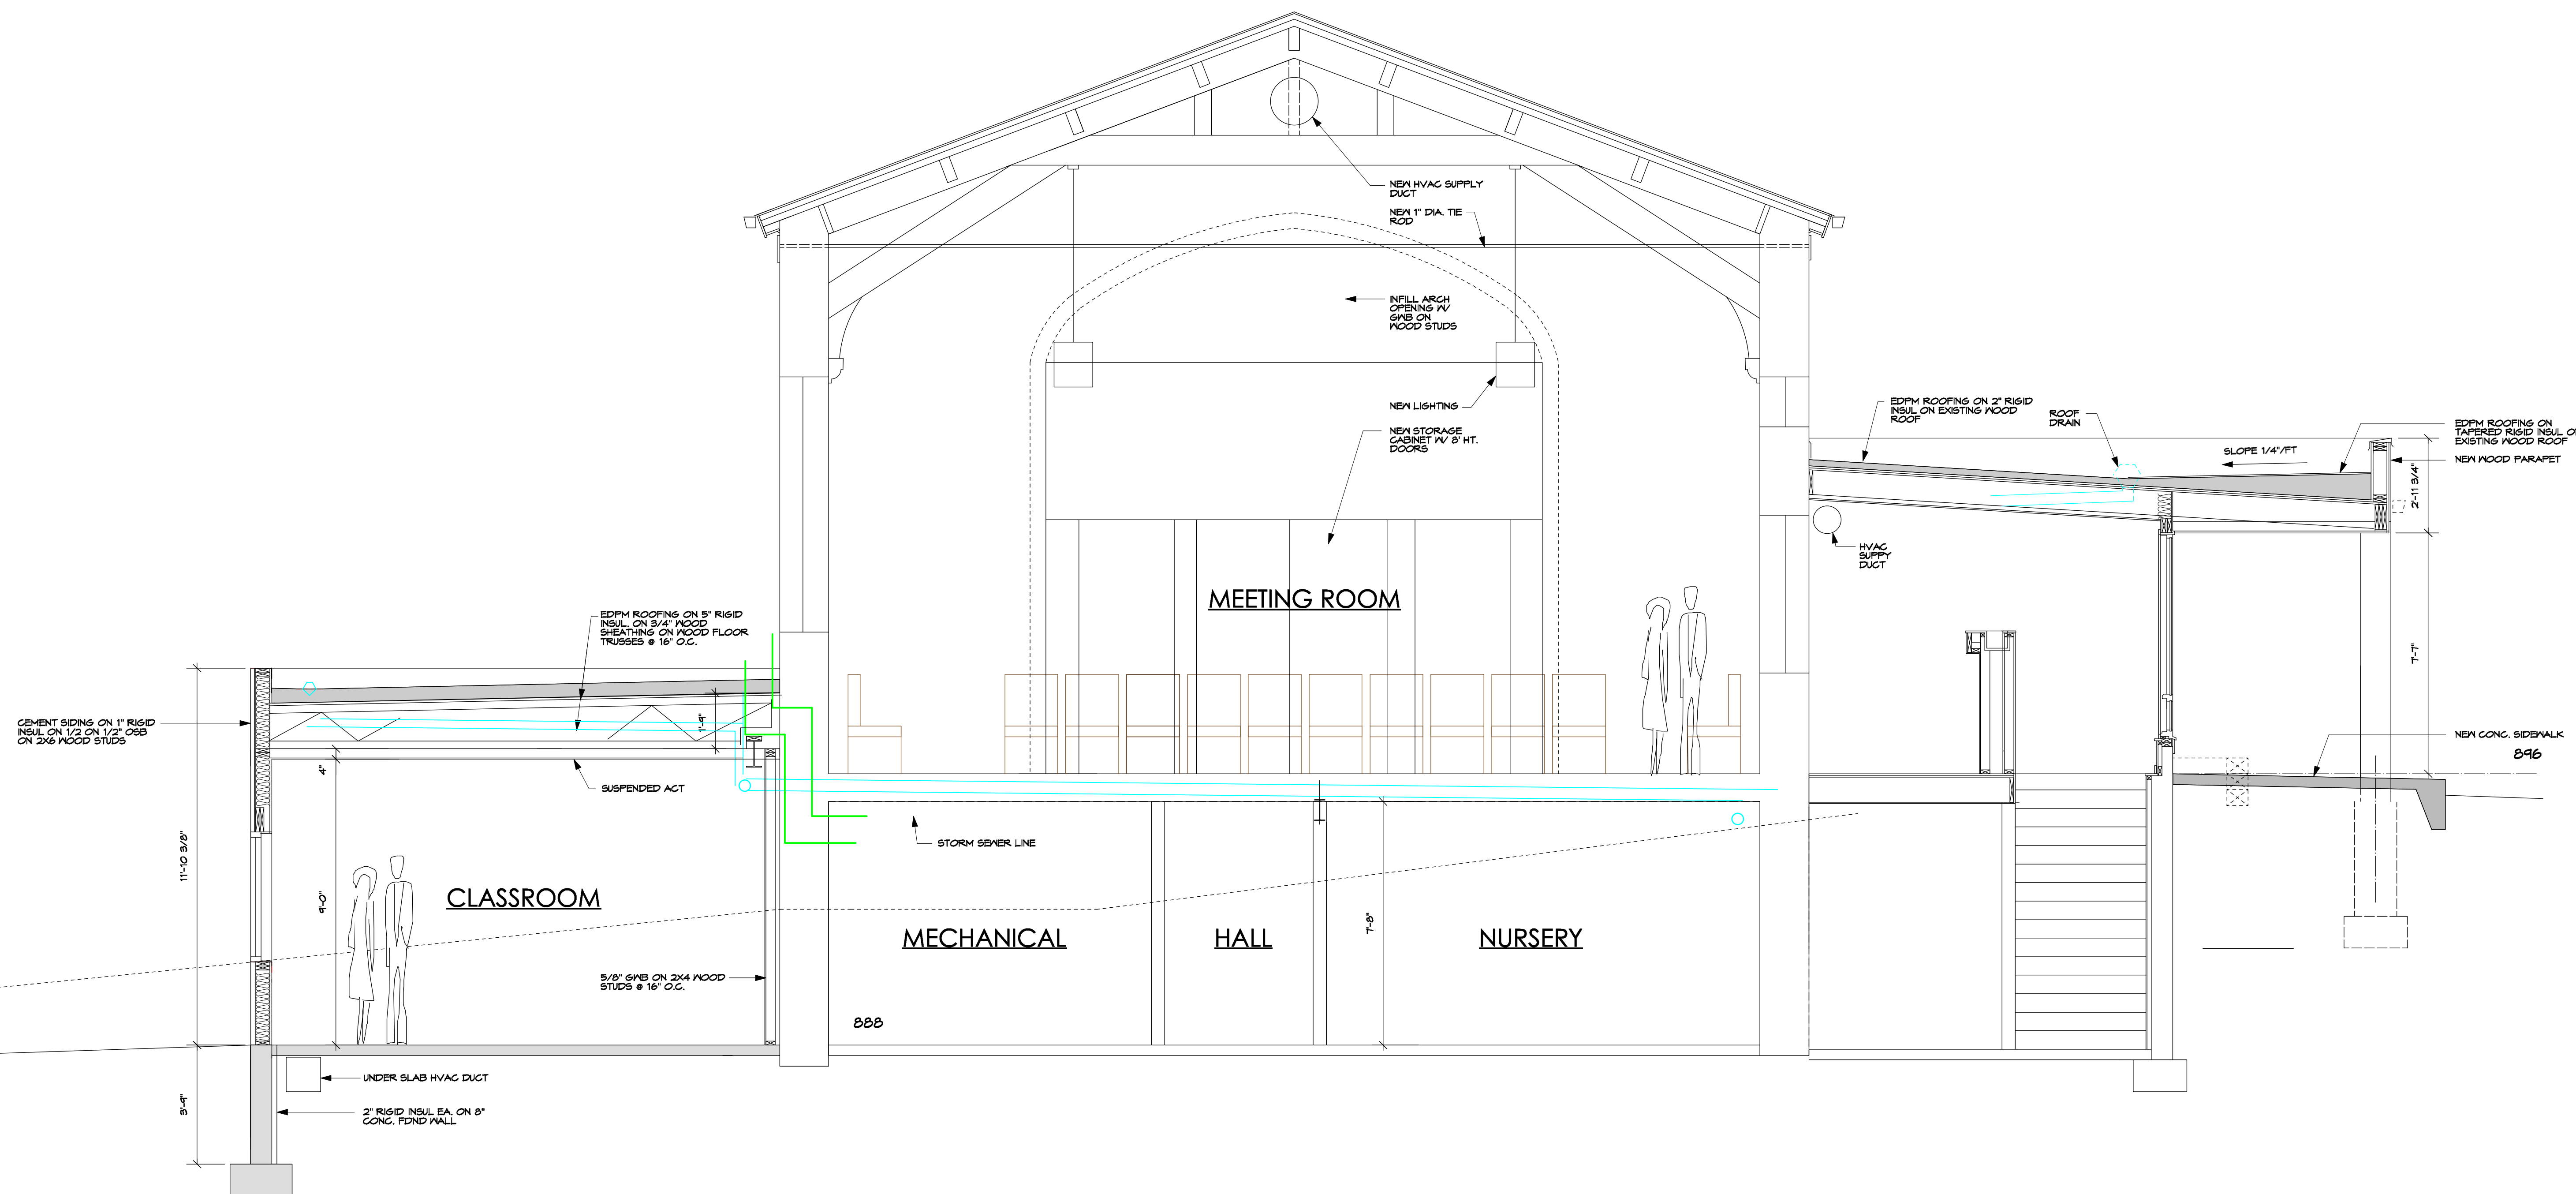 NEW HVAC SUPPLY
DUCT
NEW 1" DIA. TIE
ROD
INFILL ARCH
OPENING W/
GWB ON
WOOD STUDS
NEW LIGHTING
NEW STORAGE
CABINET W/ 8' HT.
DOORS
MEETING ROOM
EDPM ROOFING ON 2" RIGID
INSUL ON EXISTING WOOD
ROOF
ROOF
DRAIN
SLOPE 1/4"/FT
EDPM ROOFING ON
TAPERED RIGID INSUL ON
EXISTING WOOD ROOF
NEW WOOD PARAPET
2'-11 3/4"
HVAC
SUPPY
DUCT
7'-7"
NEW CONC. SIDEWALK
896
EDPM ROOFING ON 5" RIGID
INSUL. ON 3/4" WOOD
SHEATHING ON WOOD FLOOR
TRUSSES @ 16" O.C.
CEMENT SIDING ON 1" RIGID
INSUL ON 1/2 ON 1/2" OSB
ON 2X6 WOOD STUDS
1'-9"
4"
SUSPENDED ACT
STORM SEWER LINE
11'-10 3/8"
9'-0"
CLASSROOM
MECHANICAL
HALL
7'-8"
NURSERY
5/8" GWB ON 2X4 WOOD
STUDS @ 16" O.C.
888
UNDER SLAB HVAC DUCT
3'-9"
2" RIGID INSUL EA. ON 8"
CONC. FDND WALL